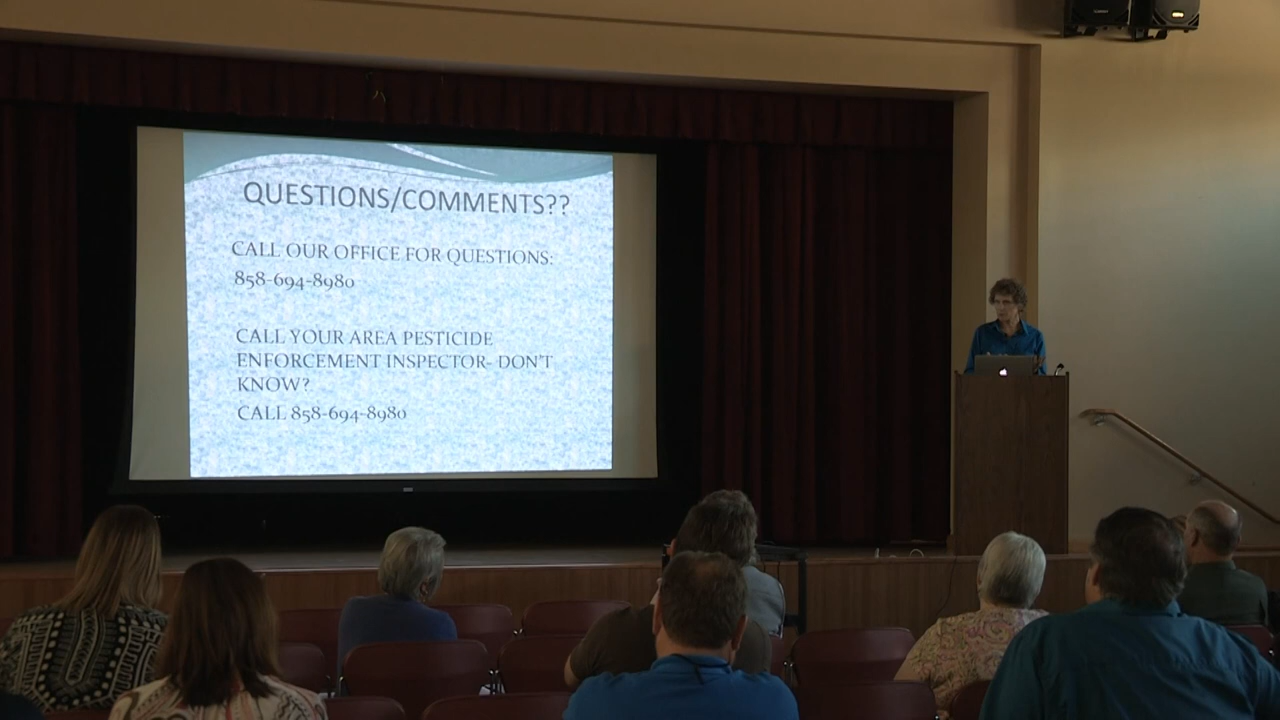 QUESTIONS/COMMENTS??
CALL OUR OFFICE FOR QUESTIONS:
858-694-8980
CALL YOUR AREA PESTICIDE
ENFORCEMENT INSPECTOR- DON'T
KNOW?
CALL 858-694-8980